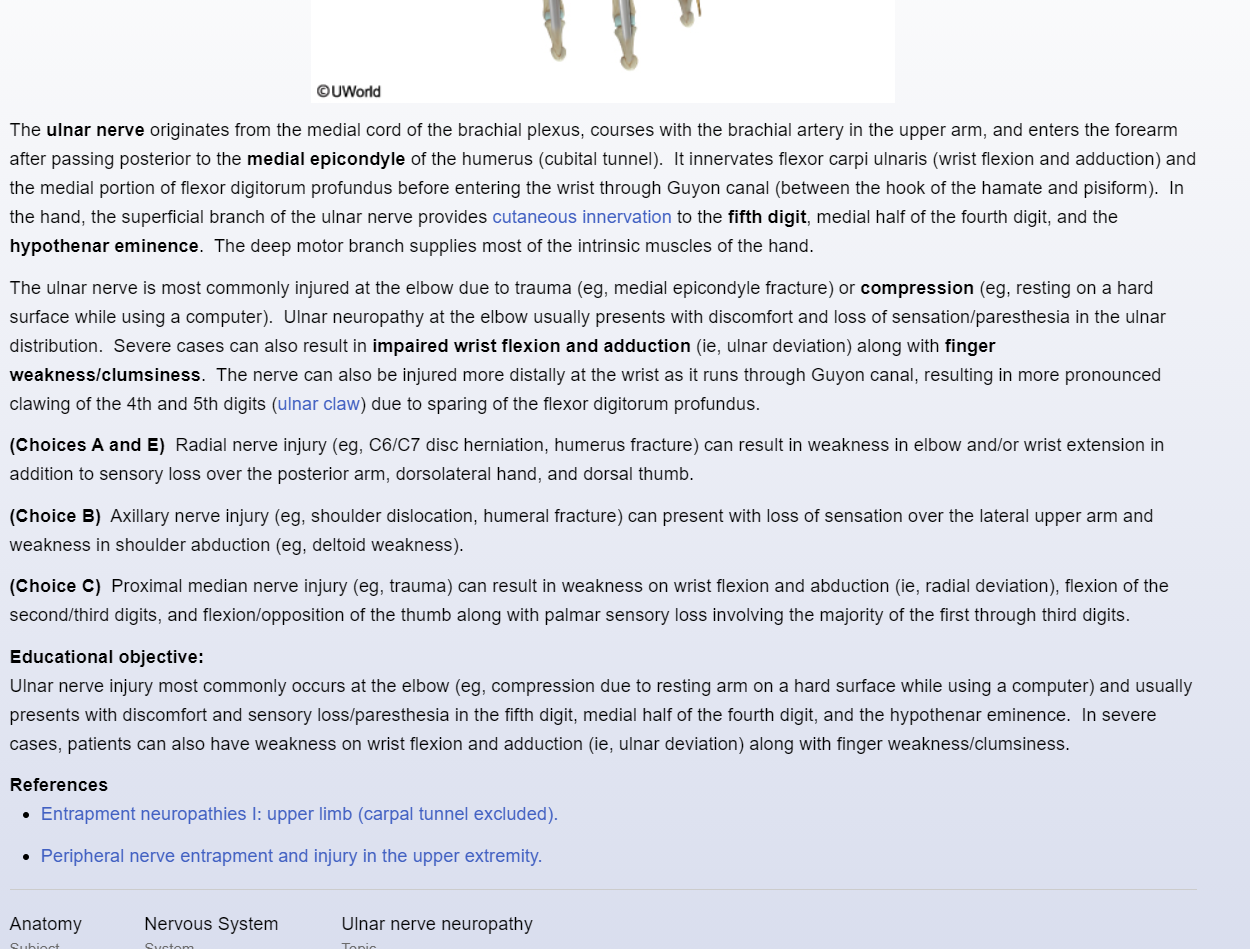 ©UWorld
The ulnar nerve originates from the medial cord of the brachial plexus, courses with the brachial artery in the upper arm, and enters the forearm
after passing posterior to the medial epicondyle of the humerus (cubital tunnel).  It innervates flexor carpi ulnaris (wrist flexion and adduction) and
the medial portion of flexor digitorum profundus before entering the wrist through Guyon canal (between the hook of the hamate and pisiform).  In
the hand, the superficial branch of the ulnar nerve provides cutaneous innervation to the fifth digit, medial half of the fourth digit, and the
hypothenar eminence.  The deep motor branch supplies most of the intrinsic muscles of the hand.
The ulnar nerve is most commonly injured at the elbow due to trauma (eg, medial epicondyle fracture) or compression (eg, resting on a hard
surface while using a computer).  Ulnar neuropathy at the elbow usually presents with discomfort and loss of sensation/paresthesia in the ulnar
distribution.  Severe cases can also result in impaired wrist flexion and adduction (ie, ulnar deviation) along with finger
weakness/clumsiness.  The nerve can also be injured more distally at the wrist as it runs through Guyon canal, resulting in more pronounced
clawing of the 4th and 5th digits (ulnar claw) due to sparing of the flexor digitorum profundus.
(Choices A and E)  Radial nerve injury (eg, C6/C7 disc herniation, humerus fracture) can result in weakness in elbow and/or wrist extension in
addition to sensory loss over the posterior arm, dorsolateral hand, and dorsal thumb.
(Choice B)  Axillary nerve injury (eg, shoulder dislocation, humeral fracture) can present with loss of sensation over the lateral upper arm and
weakness in shoulder abduction (eg, deltoid weakness).
(Choice C)  Proximal median nerve injury (eg, trauma) can result in weakness on wrist flexion and abduction (ie, radial deviation), flexion of the
second/third digits, and flexion/opposition of the thumb along with palmar sensory loss involving the majority of the first through third digits.
Educational objective:
Ulnar nerve injury most commonly occurs at the elbow (eg, compression due to resting arm on a hard surface while using a computer) and usually
presents with discomfort and sensory loss/paresthesia in the fifth digit, medial half of the fourth digit, and the hypothenar eminence.  In severe
cases, patients can also have weakness on wrist flexion and adduction (ie, ulnar deviation) along with finger weakness/clumsiness.
References
• Entrapment neuropathies I: upper limb (carpal tunnel excluded).
• Peripheral nerve entrapment and injury in the upper extremity.
Anatomy Nervous System Ulnar nerve neuropathy
Subject System Topic